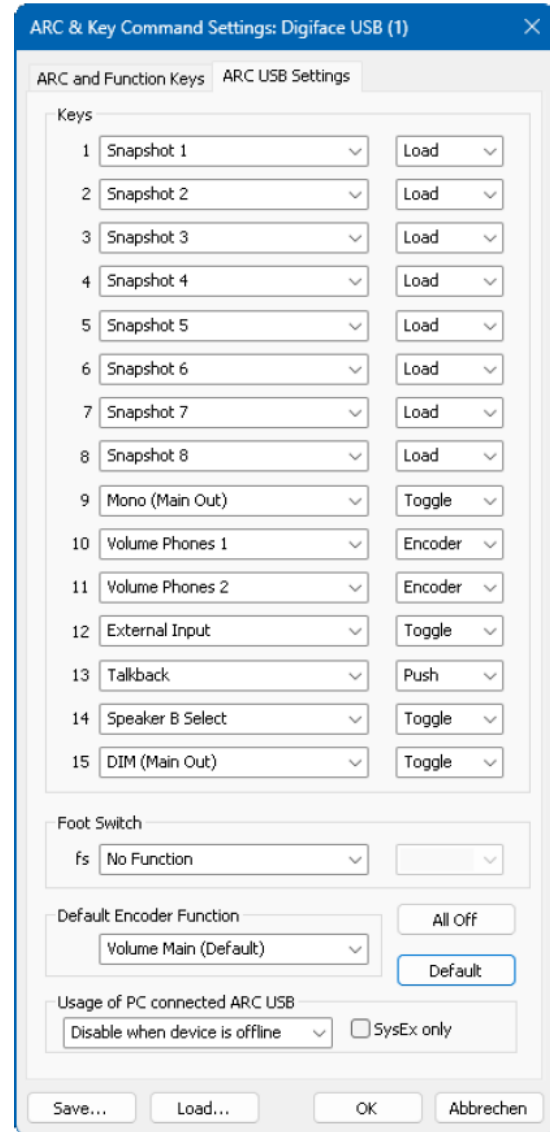 ARC & Key Command Settings: Digiface USB (1)
ARC and Function Keys ARC USB Settings
Keys
1 Snapshot 1 Load
2 Snapshot 2 Load
3 Snapshot 3 Load
4 Snapshot 4 Load
5 Snapshot 5 Load
6 Snapshot 6 Load
7 Snapshot 7 Load
8 Snapshot 8 Load
9 Mono (Main Out) Toggle
10 Volume Phones 1 Encoder
11 Volume Phones 2 Encoder
12 External Input Toggle
13 Talkback Push
14 Speaker B Select Toggle
15 DIM (Main Out) Toggle
Foot Switch
fs No Function
Default Encoder Function
All Off
Volume Main (Default)
Default
Usage of PC connected ARC USB
Disable when device is offline SysEx only
Save... Load... OK Abbrechen